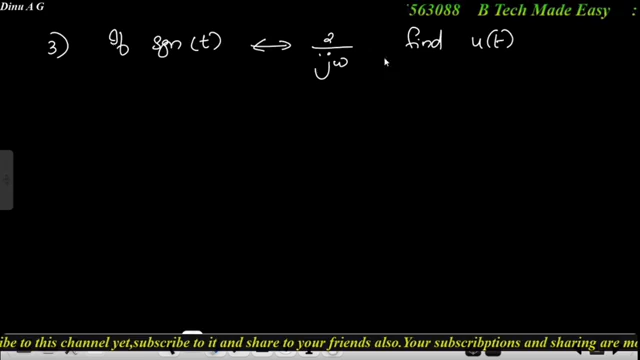 Dinu A G
563088 B Tech Made Easy :
3) If sgn(t) ↔ 2/jω find u(t)
be to this channel yet,subscribe to it and share to your friends also.Your subscribptions and sharing are m